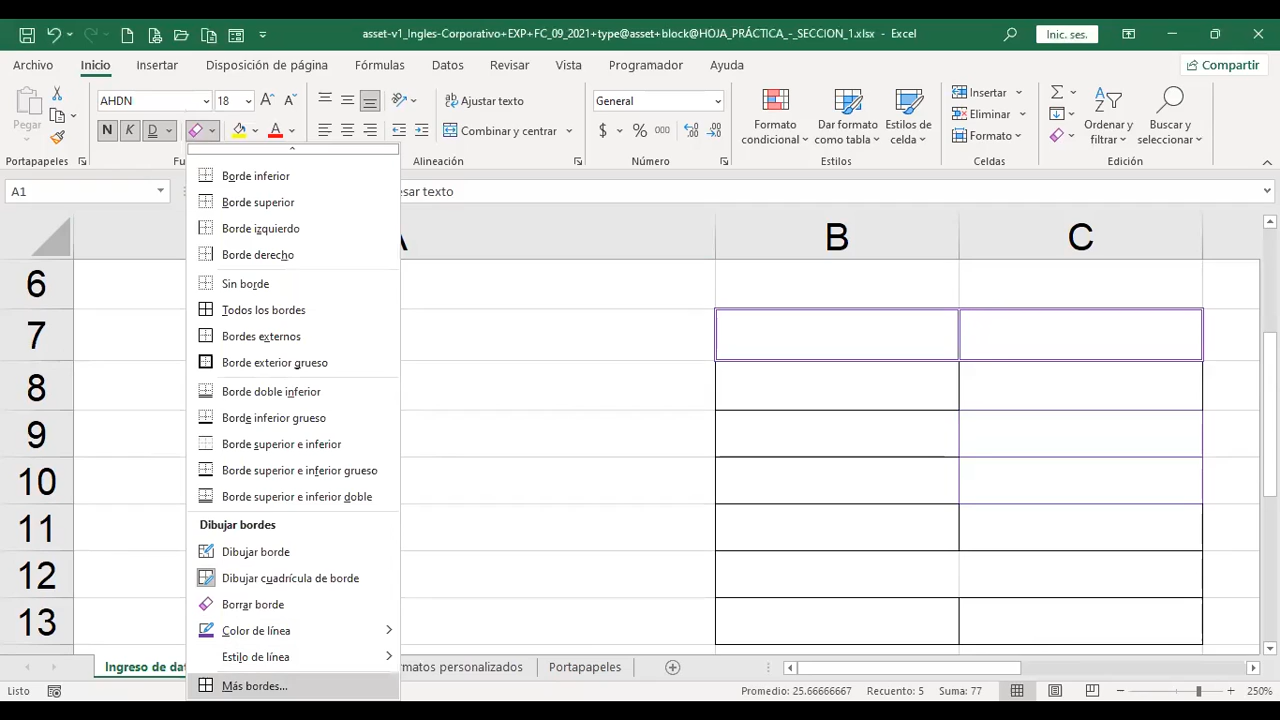 asset-v1_Ingles-Corporativo+EXP+FC_09_2021+type@asset+block@HOJA_PRÁCTICA_-_SECCION_1.xlsx - Excel
Inic. ses.
Archivo Inicio Insertar Disposición de página Fórmulas Datos Revisar Vista Programador Ayuda Compartir
Pegar
AHDN 18
N K D
Ajustar texto
Combinar y centrar
General
$ % 000
Formato condicional
Dar formato como tabla
Estilos de celda
Insertar
Eliminar
Formato
Ordenar y filtrar
Buscar y seleccionar
Portapapeles Fu Alineación Número Estilos Celdas Edición
A1 esar texto
B C
6
7
8
9
10
11
12
13
Borde inferior
Borde superior
Borde izquierdo
Borde derecho
Sin borde
Todos los bordes
Bordes externos
Borde exterior grueso
Borde doble inferior
Borde inferior grueso
Borde superior e inferior
Borde superior e inferior grueso
Borde superior e inferior doble
Dibujar bordes
Dibujar borde
Dibujar cuadrícula de borde
Borrar borde
Color de línea
Estilo de línea
Más bordes...
Ingreso de dat rmatos personalizados Portapapeles
Listo Promedio: 25.66666667 Recuento: 5 Suma: 77 250%